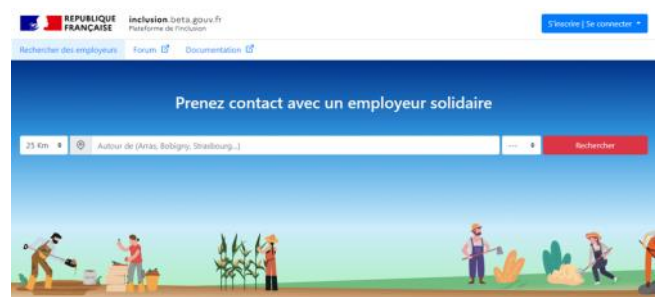 RÉPUBLIQUE
FRANÇAISE
inclusion.beta.gouv.fr
Plateforme de l'inclusion
S'inscrire | Se connecter
Rechercher des employeurs Forum Documentation
Prenez contact avec un employeur solidaire
25 Km Autour de (Arras, Bobigny, Strasbourg...) --- Rechercher